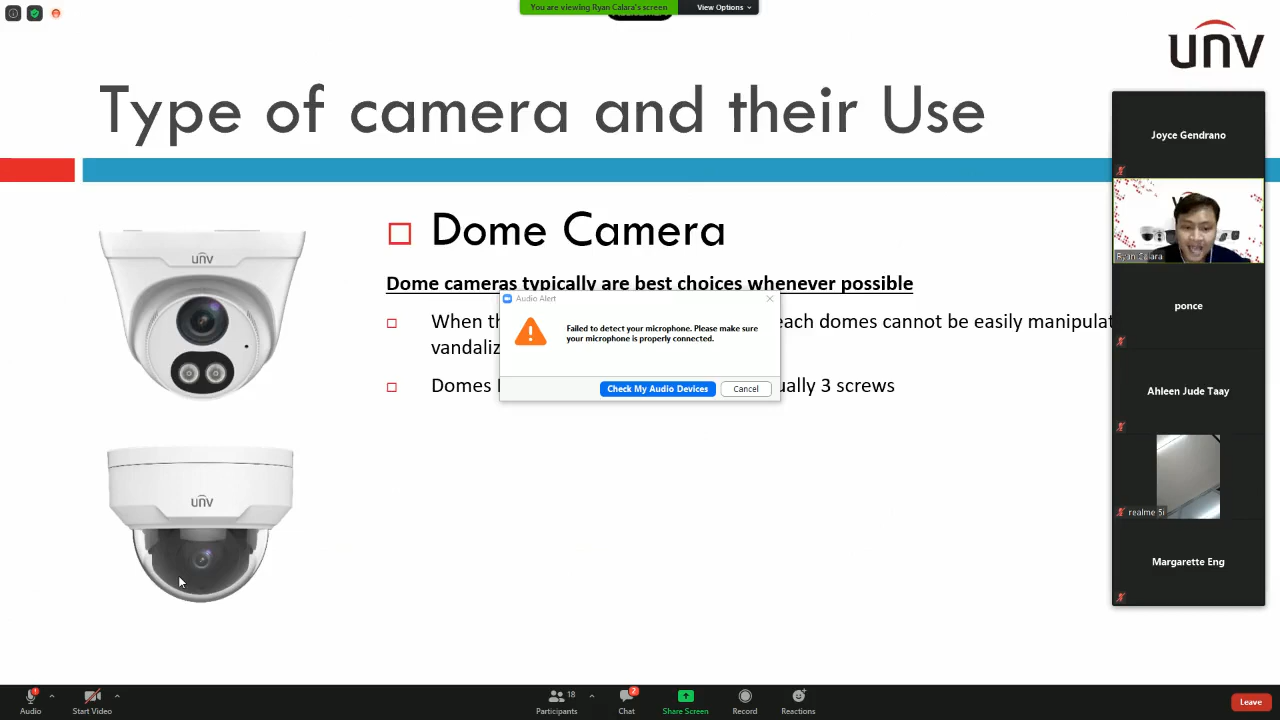 You are viewing Ryan Calara's screen
View Options
unv
Type of camera and their Use
Joyce Gendrano
Ryan Calara
ponce
Ahleen Jude Taay
realme 5i
Margarette Eng
Dome Camera
Dome cameras typically are best choices whenever possible
When th
each domes cannot be easily manipulat
vandaliz
Domes
ually 3 screws
Audio Alert
Failed to detect your microphone. Please make sure
your microphone is properly connected.
Check My Audio Devices
Cancel
unv
unv
Audio
Start Video
18
Participants
2
Chat
Share Screen
Record
Reactions
Leave